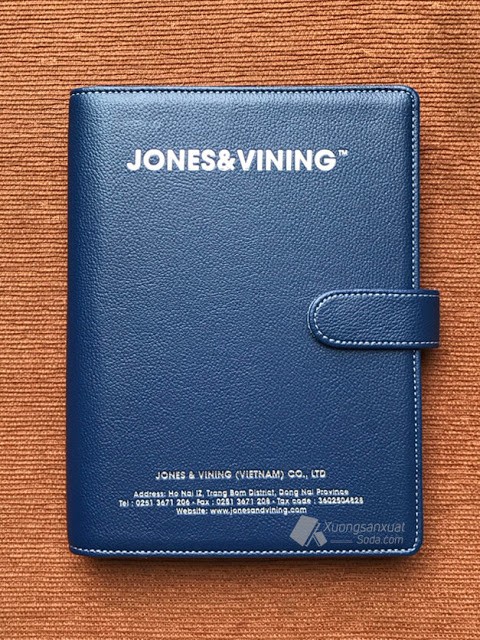 JONES&VINING™
JONES & VINING (VIETNAM) CO., LTD
Address: Ho Nai IZ, Trang Bom District, Dong Nai Province
Tel : 0251 3671 206 - Fax : 0251 3671 208 - Tax code : 3602504828
Website: www.jonesandvining.com
Xuongsanxuat
Soda.com